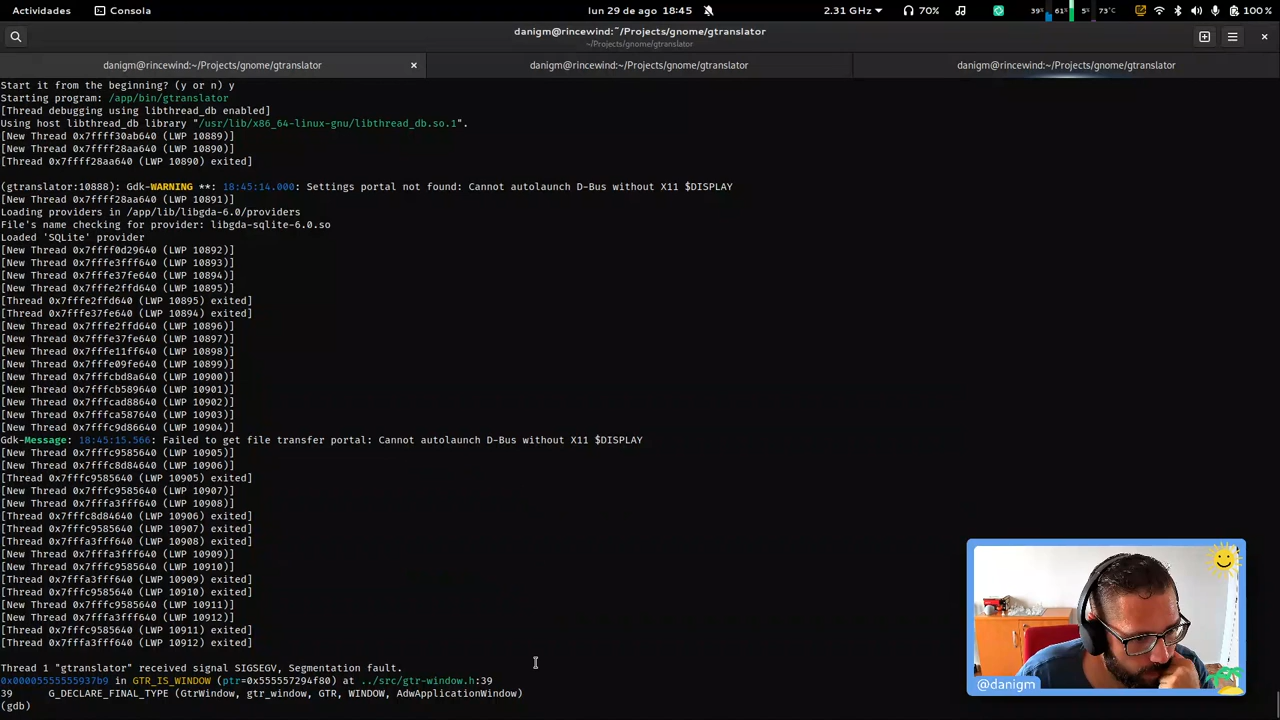 Actividades
Consola
lun 29 de ago 18:45
2.31 GHz
70%
39%
61%
5%
73°C
100 %
danigm@rincewind:~/Projects/gnome/gtranslator
~/Projects/gnome/gtranslator
danigm@rincewind:~/Projects/gnome/gtranslator
danigm@rincewind:~/Projects/gnome/gtranslator
danigm@rincewind:~/Projects/gnome/gtranslator
Start it from the beginning? (y or n) y
Starting program: /app/bin/gtranslator
[Thread debugging using libthread_db enabled]
Using host libthread_db library "/usr/lib/x86_64-linux-gnu/libthread_db.so.1".
[New Thread 0x7ffff30ab640 (LWP 10889)]
[New Thread 0x7ffff28aa640 (LWP 10890)]
[Thread 0x7ffff28aa640 (LWP 10890) exited]
(gtranslator:10888): Gdk-WARNING **: 18:45:14.000: Settings portal not found: Cannot autolaunch D-Bus without X11 $DISPLAY
[New Thread 0x7ffff28aa640 (LWP 10891)]
Loading providers in /app/lib/libgda-6.0/providers
File's name checking for provider: libgda-sqlite-6.0.so
Loaded 'SQLite' provider
[New Thread 0x7ffff0d29640 (LWP 10892)]
[New Thread 0x7fffe3fff640 (LWP 10893)]
[New Thread 0x7fffe37fe640 (LWP 10894)]
[New Thread 0x7fffe2ffd640 (LWP 10895)]
[Thread 0x7fffe2ffd640 (LWP 10895) exited]
[Thread 0x7fffe37fe640 (LWP 10894) exited]
[New Thread 0x7fffe2ffd640 (LWP 10896)]
[New Thread 0x7fffe37fe640 (LWP 10897)]
[New Thread 0x7fffe11ff640 (LWP 10898)]
[New Thread 0x7fffe09fe640 (LWP 10899)]
[New Thread 0x7fffcbd8a640 (LWP 10900)]
[New Thread 0x7fffcb589640 (LWP 10901)]
[New Thread 0x7fffcad88640 (LWP 10902)]
[New Thread 0x7fffca587640 (LWP 10903)]
[New Thread 0x7fffc9d86640 (LWP 10904)]
Gdk-Message: 18:45:15.566: Failed to get file transfer portal: Cannot autolaunch D-Bus without X11 $DISPLAY
[New Thread 0x7fffc9585640 (LWP 10905)]
[New Thread 0x7fffc8d84640 (LWP 10906)]
[Thread 0x7fffc9585640 (LWP 10905) exited]
[New Thread 0x7fffc9585640 (LWP 10907)]
[New Thread 0x7fffa3fff640 (LWP 10908)]
[Thread 0x7fffc8d84640 (LWP 10906) exited]
[Thread 0x7fffc9585640 (LWP 10907) exited]
[Thread 0x7fffa3fff640 (LWP 10908) exited]
[New Thread 0x7fffa3fff640 (LWP 10909)]
[New Thread 0x7fffc9585640 (LWP 10910)]
[Thread 0x7fffa3fff640 (LWP 10909) exited]
[Thread 0x7fffc9585640 (LWP 10910) exited]
[New Thread 0x7fffc9585640 (LWP 10911)]
[New Thread 0x7fffa3fff640 (LWP 10912)]
[Thread 0x7fffc9585640 (LWP 10911) exited]
[Thread 0x7fffa3fff640 (LWP 10912) exited]
Thread 1 "gtranslator" received signal SIGSEGV, Segmentation fault.
0x00005555555937b9 in GTR_IS_WINDOW (ptr=0x555557294f80) at ../src/gtr-window.h:39
39 G_DECLARE_FINAL_TYPE (GtrWindow, gtr_window, GTR, WINDOW, AdwApplicationWindow)
(gdb)
@danigm